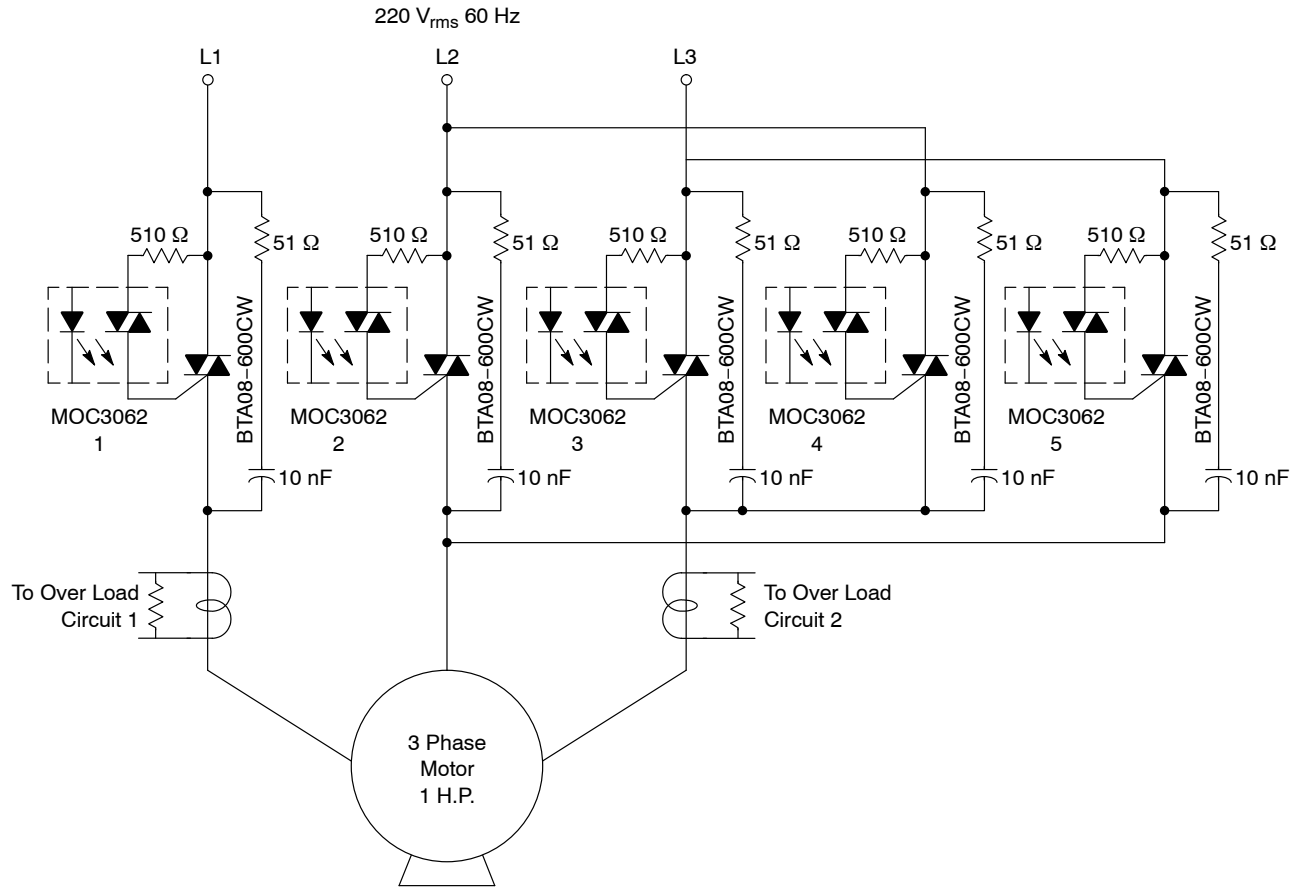 220 Vrms 60 Hz
L1
L2
L3
510 Ω
51 Ω
510 Ω
51 Ω
510 Ω
51 Ω
510 Ω
51 Ω
510 Ω
51 Ω
BTA08−600CW
BTA08−600CW
BTA08−600CW
BTA08−600CW
BTA08−600CW
MOC3062
1
MOC3062
2
MOC3062
3
MOC3062
4
MOC3062
5
10 nF
10 nF
10 nF
10 nF
10 nF
To Over Load
Circuit 1
To Over Load
Circuit 2
3 Phase
Motor
1 H.P.